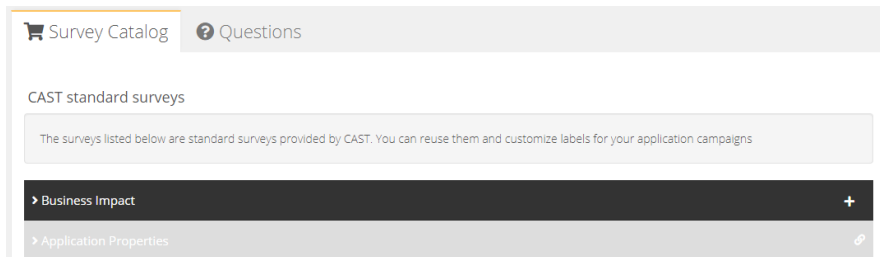 Survey Catalog
Questions
CAST standard surveys
The surveys listed below are standard surveys provided by CAST. You can reuse them and customize labels for your application campaigns
Business Impact
Application Properties